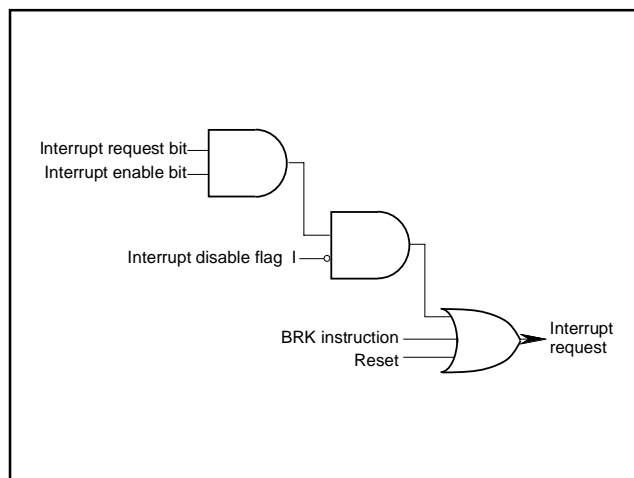 Interrupt request bit
Interrupt enable bit
Interrupt disable flag I
BRK instruction
Reset
Interrupt
request